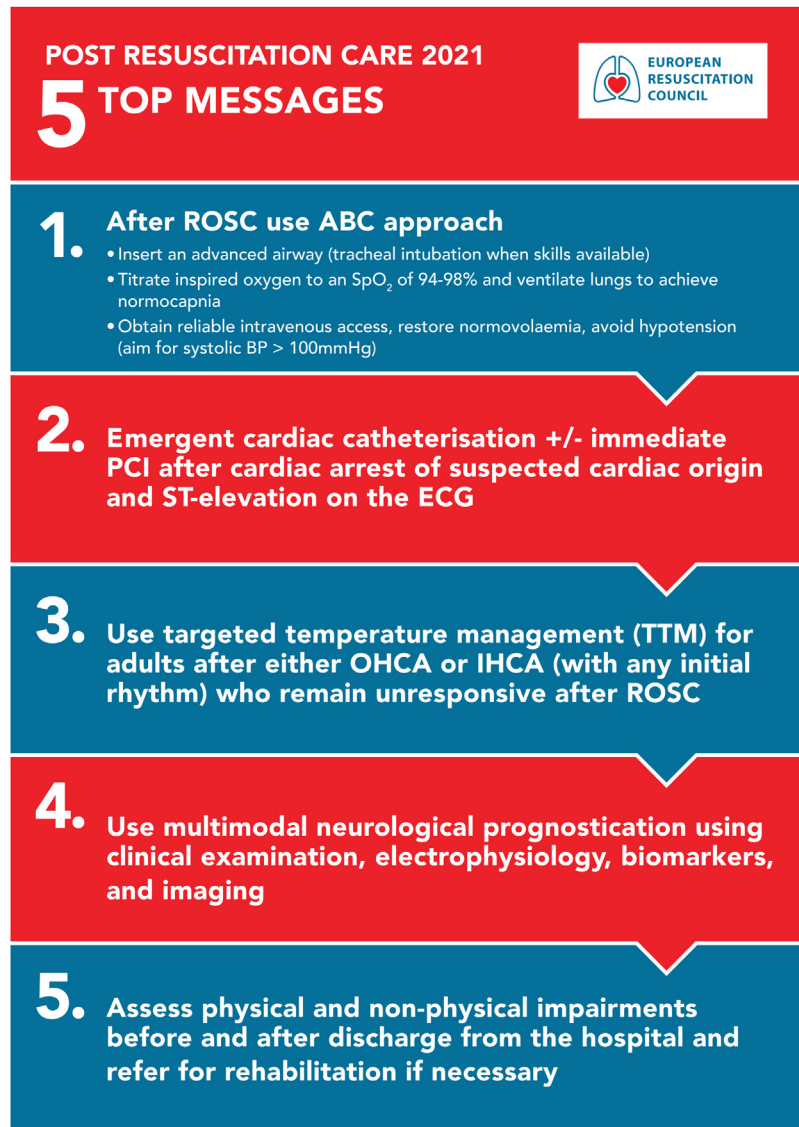 POST RESUSCITATION CARE 2021
5 TOP MESSAGES
EUROPEAN
RESUSCITATION
COUNCIL
1. After ROSC use ABC approach
• Insert an advanced airway (tracheal intubation when skills available)
• Titrate inspired oxygen to an SpO₂ of 94-98% and ventilate lungs to achieve
normocapnia
• Obtain reliable intravenous access, restore normovolaemia, avoid hypotension
(aim for systolic BP > 100mmHg)
2. Emergent cardiac catheterisation +/- immediate
PCI after cardiac arrest of suspected cardiac origin
and ST-elevation on the ECG
3. Use targeted temperature management (TTM) for
adults after either OHCA or IHCA (with any initial
rhythm) who remain unresponsive after ROSC
4. Use multimodal neurological prognostication using
clinical examination, electrophysiology, biomarkers,
and imaging
5. Assess physical and non-physical impairments
before and after discharge from the hospital and
refer for rehabilitation if necessary